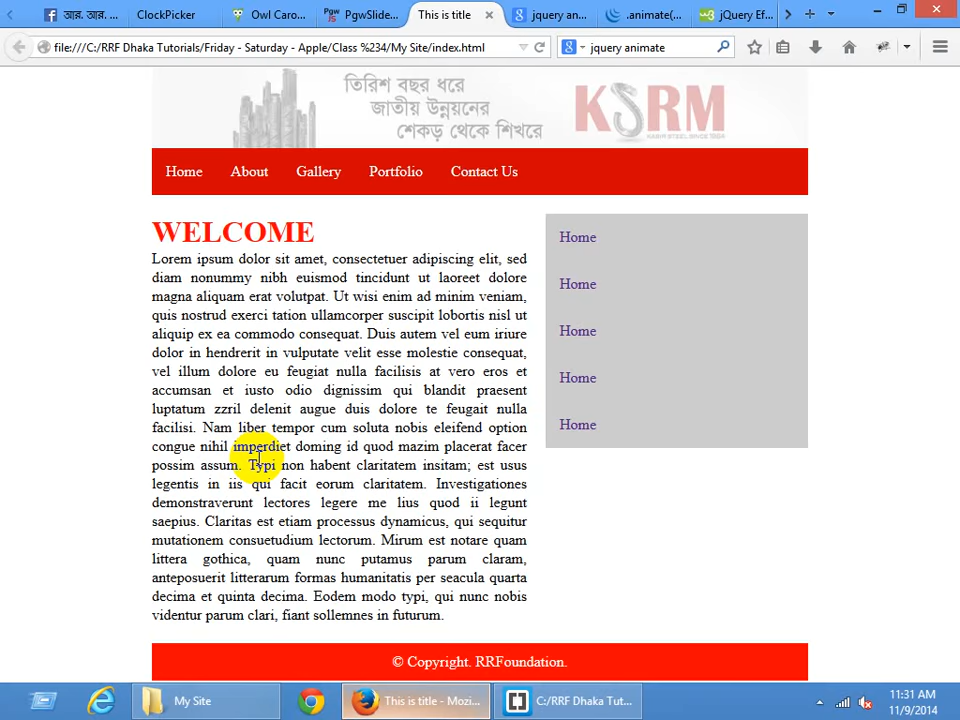 আর. আর. ...
ClockPicker
Owl Caro...
PgwSlide...
This is title
jquery an...
.animate(...
jQuery Ef...
file:///C:/RRF Dhaka Tutorials/Friday - Saturday - Apple/Class %234/My Site/index.html
jquery animate
তিরিশ বছর ধরে
জাতীয় উন্নয়নের
শেকড় থেকে শিখরে
KSRM
KABIR STEEL SINCE 1984
Home About Gallery Portfolio Contact Us
WELCOME
Lorem ipsum dolor sit amet, consectetuer adipiscing elit, sed
diam nonummy nibh euismod tincidunt ut laoreet dolore
magna aliquam erat volutpat. Ut wisi enim ad minim veniam,
quis nostrud exerci tation ullamcorper suscipit lobortis nisl ut
aliquip ex ea commodo consequat. Duis autem vel eum iriure
dolor in hendrerit in vulputate velit esse molestie consequat,
vel illum dolore eu feugiat nulla facilisis at vero eros et
accumsan et iusto odio dignissim qui blandit praesent
luptatum zzril delenit augue duis dolore te feugait nulla
facilisi. Nam liber tempor cum soluta nobis eleifend option
congue nihil imperdiet doming id quod mazim placerat facer
possim assum. Typi non habent claritatem insitam; est usus
legentis in iis qui facit eorum claritatem. Investigationes
demonstraverunt lectores legere me lius quod ii legunt
saepius. Claritas est etiam processus dynamicus, qui sequitur
mutationem consuetudium lectorum. Mirum est notare quam
littera gothica, quam nunc putamus parum claram,
anteposuerit litterarum formas humanitatis per seacula quarta
decima et quinta decima. Eodem modo typi, qui nunc nobis
videntur parum clari, fiant sollemnes in futurum.
Home
Home
Home
Home
Home
© Copyright. RRFoundation.
My Site
This is title - Mozi...
C:/RRF Dhaka Tut...
11:31 AM
11/9/2014